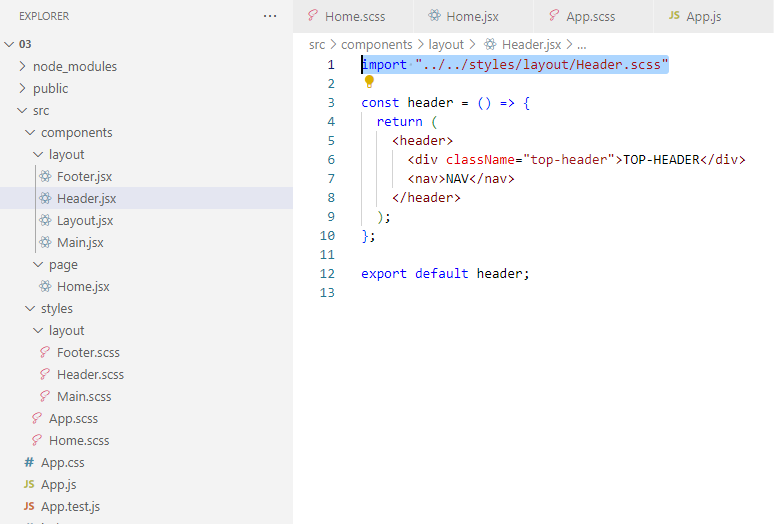 EXPLORER ...
03
node_modules
public
src
components
layout
Footer.jsx
Header.jsx
Layout.jsx
Main.jsx
page
Home.jsx
styles
layout
Footer.scss
Header.scss
Main.scss
App.scss
Home.scss
# App.css
JS App.js
JS App.test.js
Home.scss Home.jsx App.scss JS App.js
src > components > layout > Header.jsx > ...
1 import "../../styles/layout/Header.scss"
2
3 const header = () => {
4 return (
5 <header>
6 <div className="top-header">TOP-HEADER</div>
7 <nav>NAV</nav>
8 </header>
9 );
10 };
11
12 export default header;
13